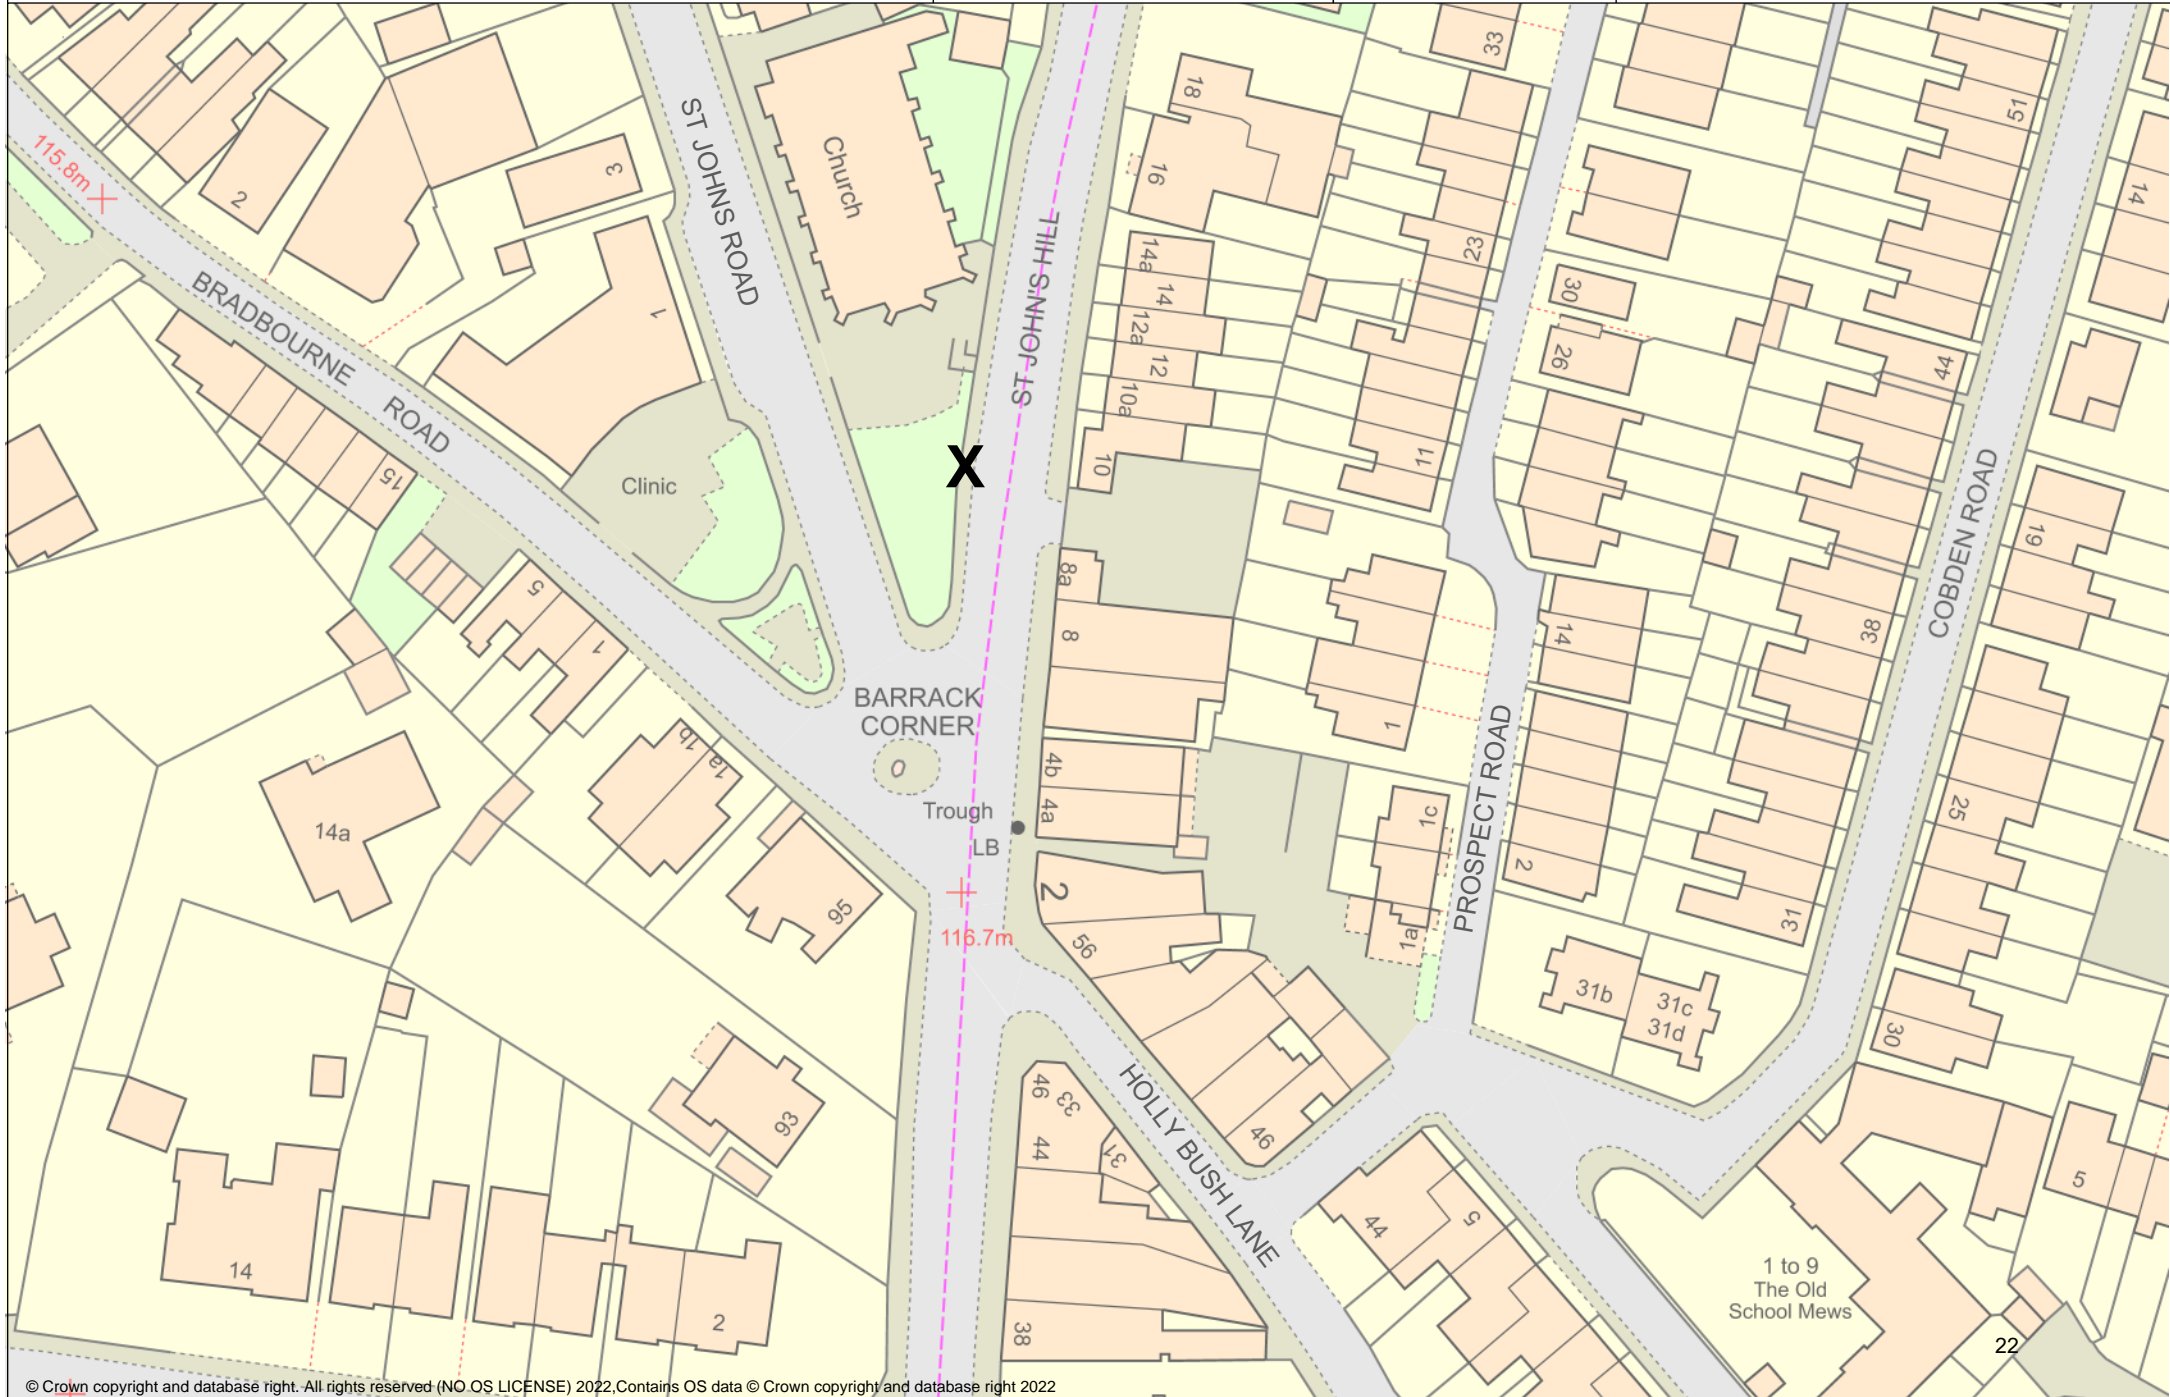 33
18
51
115.8m
ST JOHNS ROAD
Church
3
16
14
2
ST JOHN'S HILL
23
14a
BRADBOURNE
ROAD
1
14
30
12a
26
12
44
10a
X
11
10
15
Clinic
COBDEN ROAD
19
5
8a
8
14
38
1
BARRACK
CORNER
1b
1a
1
PROSPECT ROAD
4b
4a
Trough
LB
14a
1c
25
2
2
95
116.7m
56
1a
31
31b
31c
31d
30
46
33
93
HOLLY BUSH LANE
44
31
46
5
44
5
14
1 to 9
The Old
School Mews
2
38
22
© Crown copyright and database right. All rights reserved (NO OS LICENSE) 2022,Contains OS data © Crown copyright and database right 2022